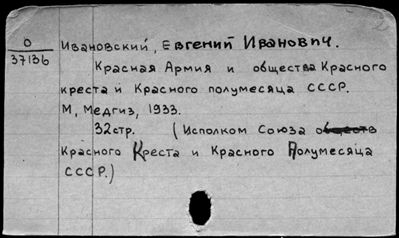 О
37136
Ивановский, Евгений Иванович.
Красная Армия и общества Красного
креста и Красного полумесяца СССР.
М, Медгиз, 1933.
32стр. (Исполком Союза обществ
Красного Креста и Красного Полумесяца
СССР.)